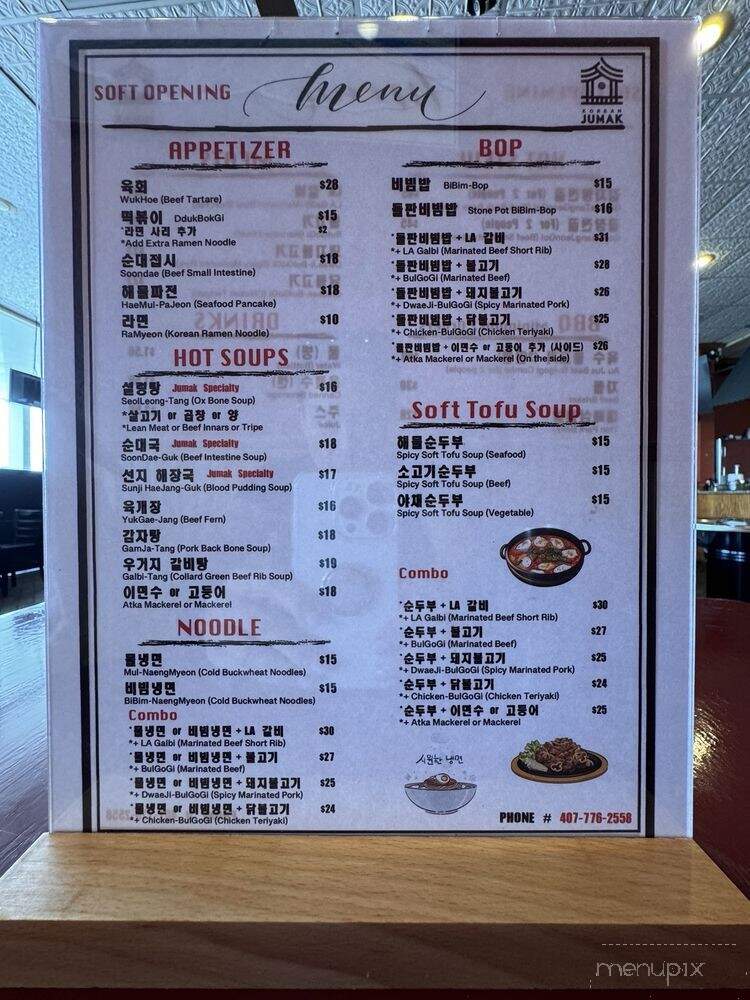 SOFT OPENING
menu
KOREAN
JUMAK
APPETIZER
육회 $28
WukHoe (Beef Tartare)
떡볶이 DdukBokGi $15
*라면 사리 추가 $2
*Add Extra Ramen Noodle
순대접시 $18
Soondae (Beef Small Intestine)
해물파전 $18
HaeMul-PaJeon (Seafood Pancake)
라면 $10
RaMyeon (Korean Ramen Noodle)
HOT SOUPS
설렁탕 Jumak Specialty $16
SeolLeong-Tang (Ox Bone Soup)
*살고기 or 곱창 or 양
*Lean Meat or Beef Innars or Tripe
순대국 Jumak Specialty $18
SoonDae-Guk (Beef Intestine Soup)
선지 해장국 Jumak Specialty $17
Sunji HaeJang-Guk (Blood Pudding Soup)
육개장 $16
YukGae-Jang (Beef Fern)
감자탕 $18
GamJa-Tang (Pork Back Bone Soup)
우거지 갈비탕 $19
Galbi-Tang (Collard Green Beef Rib Soup)
이면수 or 고등어 $18
Atka Mackerel or Mackerel
NOODLE
물냉면 $15
Mul-NaengMyeon (Cold Buckwheat Noodles)
비빔냉면 $15
BiBim-NaengMyeon (Cold Buckwheat Noodles)
Combo
*물냉면 or 비빔냉면 + LA 갈비 $30
*+ LA Galbi (Marinated Beef Short Rib)
*물냉면 or 비빔냉면 + 불고기 $27
*+ BulGoGi (Marinated Beef)
*물냉면 or 비빔냉면 + 돼지불고기 $25
*+ DwaeJi-BulGoGi (Spicy Marinated Pork)
*물냉면 or 비빔냉면 + 닭불고기 $24
*+ Chicken-BulGoGi (Chicken Teriyaki)
BOP
비빔밥 BiBim-Bop $15
돌판비빔밥 Stone Pot BiBim-Bop $16
*돌판비빔밥 + LA 갈비 $31
*+ LA Galbi (Marinated Beef Short Rib)
*돌판비빔밥 + 불고기 $28
*+ BulGoGi (Marinated Beef)
*돌판비빔밥 + 돼지불고기 $26
*+ DwaeJi-BulGoGi (Spicy Marinated Pork)
*돌판비빔밥 + 닭불고기 $25
*+ Chicken-BulGoGi (Chicken Teriyaki)
*돌판비빔밥 + 이면수 or 고등어 추가 (사이드) $26
*+ Atka Mackerel or Mackerel (On the side)
Soft Tofu Soup
해물순두부 $15
Spicy Soft Tofu Soup (Seafood)
소고기순두부 $15
Spicy Soft Tofu Soup (Beef)
야채순두부 $15
Spicy Soft Tofu Soup (Vegetable)
Combo
*순두부 + LA 갈비 $30
*+ LA Galbi (Marinated Beef Short Rib)
*순두부 + 불고기 $27
*+ BulGoGi (Marinated Beef)
*순두부 + 돼지불고기 $25
*+ DwaeJi-BulGoGi (Spicy Marinated Pork)
*순두부 + 닭불고기 $24
*+ Chicken-BulGoGi (Chicken Teriyaki)
*순두부 + 이면수 or 고등어 $25
*+ Atka Mackerel or Mackerel
시원한 냉면
PHONE # 407-776-2558
menupix